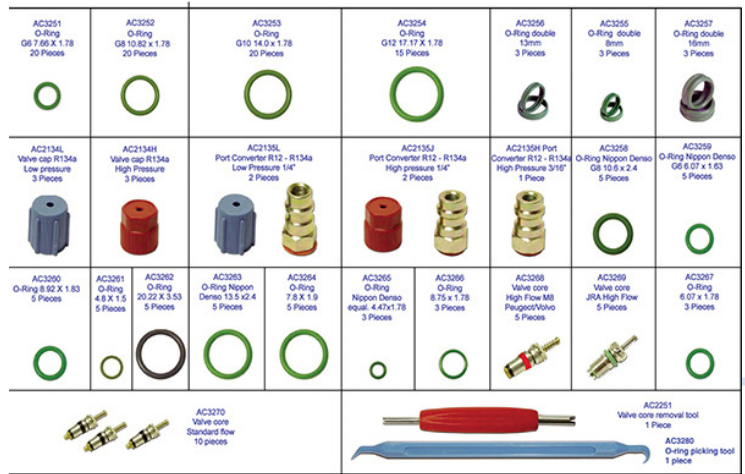 AC3251
O-Ring
G6 7.66 X 1.78
20 Pieces
AC3252
O-Ring
G8 10.82 x 1.78
20 Pieces
AC3253
O-Ring
G10 14.0 x 1.78
20 Pieces
AC3254
O-Ring
G12 17.17 X 1.78
15 Pieces
AC3256
O-Ring double
13mm
3 Pieces
AC3255
O-Ring double
8mm
3 Pieces
AC3257
O-Ring double
16mm
3 Pieces
AC2134L
Valve cap R134a
Low pressure
3 Pieces
AC2134H
Valve cap R134a
High Pressure
3 Pieces
AC2135L
Port Converter R12 - R134a
Low Pressure 1/4"
2 Pieces
AC2135J
Port Converter R12 - R134a
High pressure 1/4"
2 Pieces
AC2135H Port
Converter R12 - R134a
High Pressure 3/16"
1 Piece
AC3258
O-Ring Nippon Denso
G8 10.6 x 2.4
5 Pieces
AC3259
O-Ring Nippon Denso
G6 6.07 x 1.63
5 Pieces
AC3260
O-Ring 8.92 X 1.83
5 Pieces
AC3261
O-Ring
4.8 X 1.5
5 Pieces
AC3262
O-Ring
20.22 X 3.53
5 Pieces
AC3263
O-Ring Nippon
Denso 13.5 x2.4
5 Pieces
AC3264
O-Ring
7.8 X 1.9
5 Pieces
AC3265
O-Ring
Nippon Denso
equal. 4.47x1.78
3 Pieces
AC3266
O-Ring
8.75 x 1.78
3 Pieces
AC3268
Valve core
High Flow M8
Peugeot/Volvo
5 Pieces
AC3269
Valve core
JRA High Flow
5 Pieces
AC3267
O-Ring
6.07 x 1.78
3 Pieces
AC3270
Valve core
Standard flow
10 pieces
AC2251
Valve core removal tool
1 Piece
AC3280
O-ring picking tool
1 piece